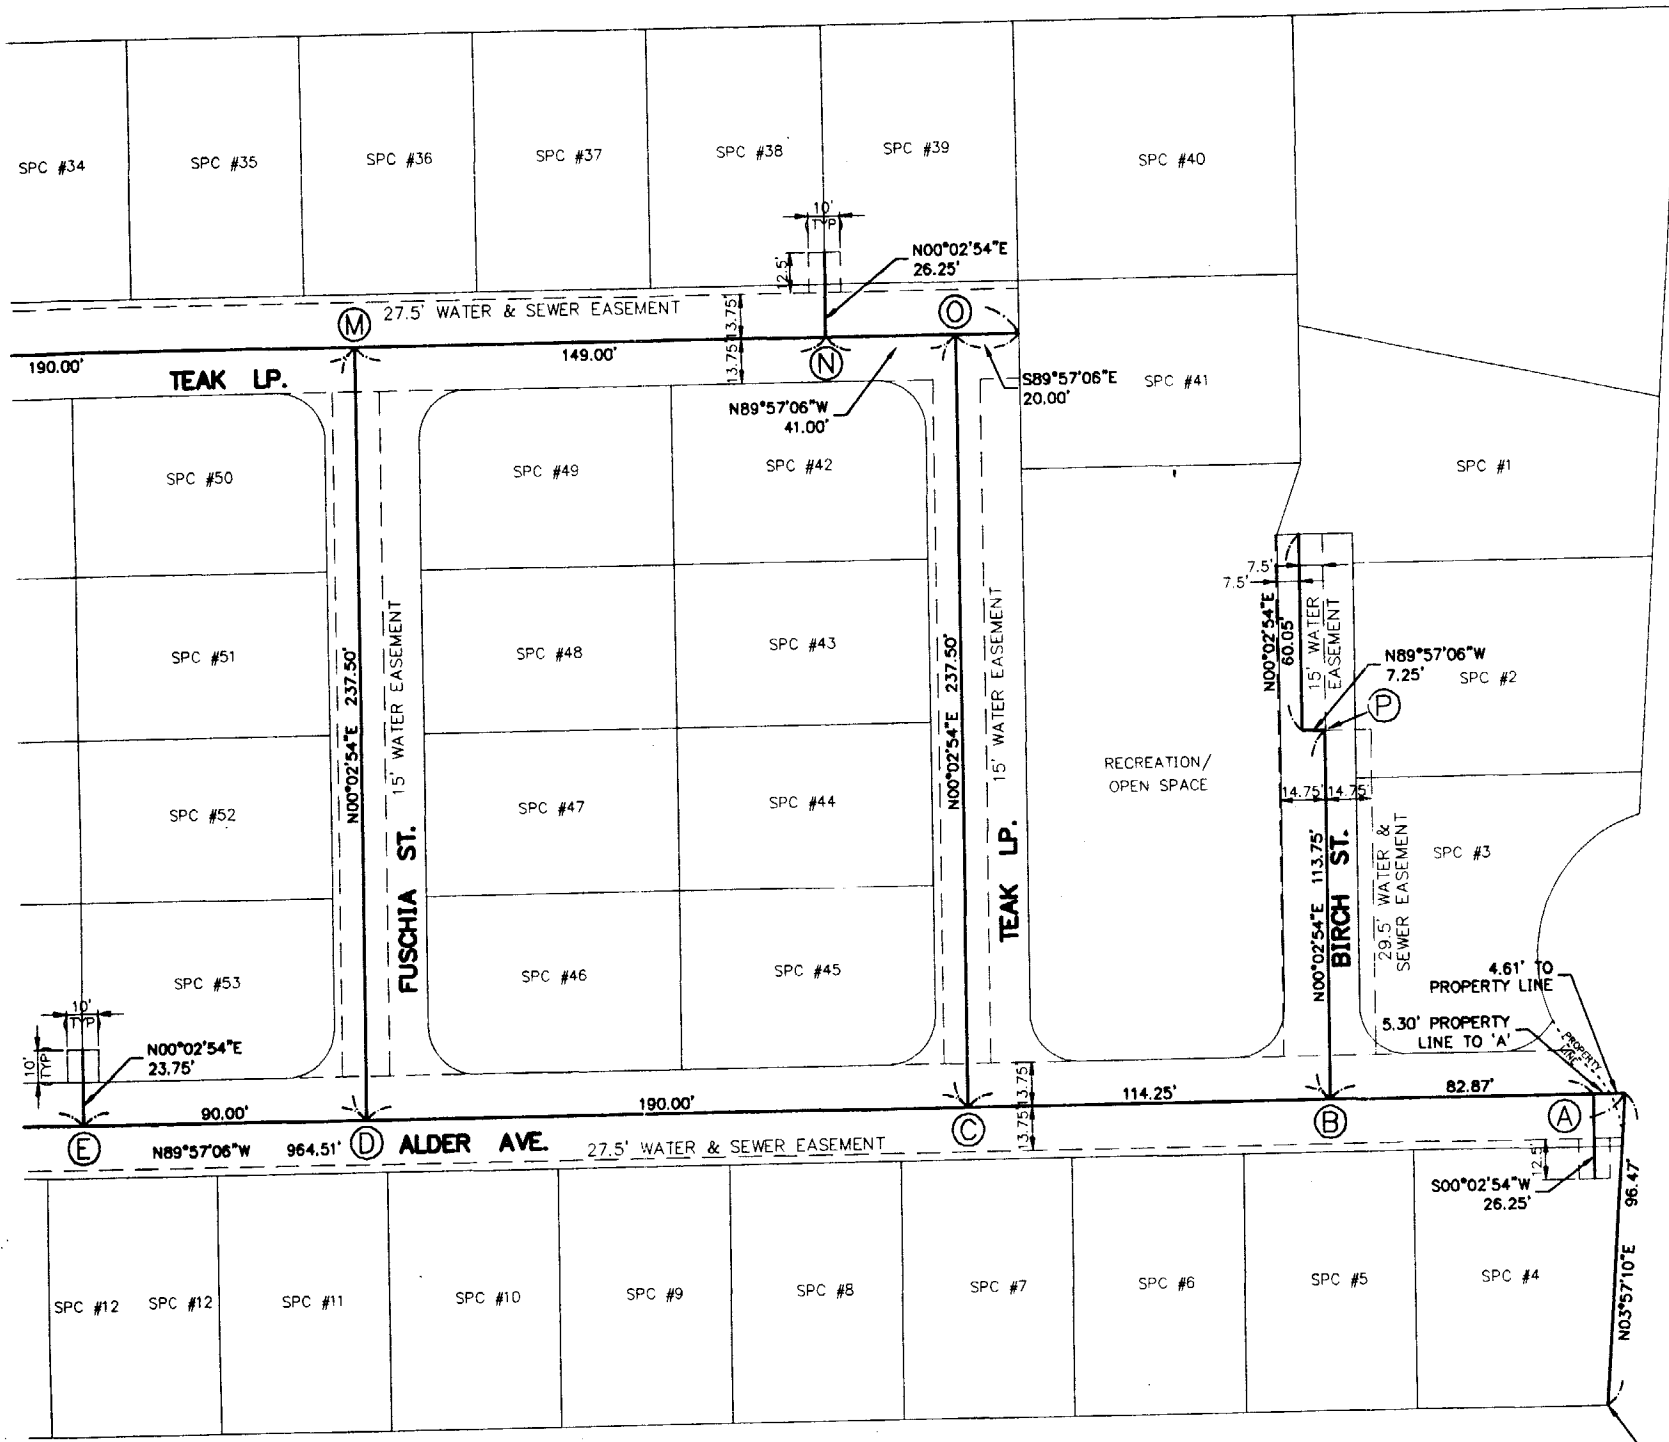 SPC #34
SPC #35
SPC #36
SPC #37
SPC #38
SPC #39
SPC #40
10'
(TYP)
12.5'
N00°02'54"E
26.25'
27.5' WATER & SEWER EASEMENT
M
O
13.75'
13.75'
190.00'
149.00'
N
TEAK LP.
N89°57'06"W
41.00'
S89°57'06"E
20.00'
SPC #41
SPC #50
SPC #49
SPC #42
SPC #1
7.5'
7.5'
N00°02'54"E
60.05'
15' WATER
EASEMENT
N89°57'06"W
7.25'
SPC #2
P
SPC #51
SPC #48
SPC #43
N00°02'54"E 237.50'
15' WATER EASEMENT
FUSCHIA ST.
N00°02'54"E 237.50'
15' WATER EASEMENT
TEAK LP.
RECREATION/
OPEN SPACE
14.75'
14.75'
SPC #52
SPC #47
SPC #44
N00°02'54"E 113.75'
BIRCH ST.
29.5' WATER &
SEWER EASEMENT
SPC #3
SPC #53
SPC #46
SPC #45
4.61' TO
PROPERTY LINE
5.30' PROPERTY
LINE TO 'A'
PROPERTY
LINE
10'
(TYP)
10'
(TYP)
N00°02'54"E
23.75'
90.00'
190.00'
13.75'
13.75'
114.25'
82.87'
E
D
C
B
A
N89°57'06"W 964.51'
ALDER AVE.
27.5' WATER & SEWER EASEMENT
12.5'
S00°02'54"W
26.25'
96.47'
N03°57'10"E
SPC #12
SPC #12
SPC #11
SPC #10
SPC #9
SPC #8
SPC #7
SPC #6
SPC #5
SPC #4